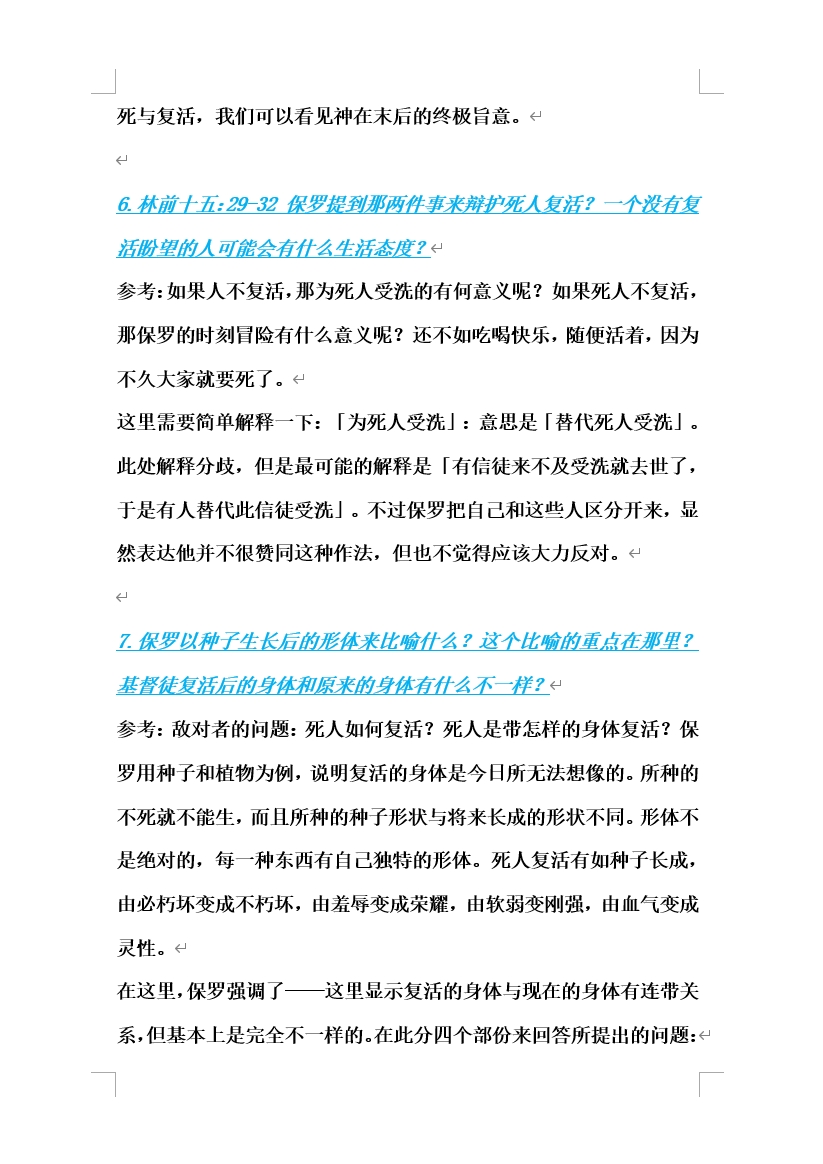 死与复活，我们可以看见神在末后的终极旨意。
6.林前十五：29-32 保罗提到那两件事来辩护死人复活？一个没有复
活盼望的人可能会有什么生活态度？
参考：如果人不复活，那为死人受洗的有何意义呢？如果死人不复活，
那保罗的时刻冒险有什么意义呢？还不如吃喝快乐，随便活着，因为
不久大家就要死了。
这里需要简单解释一下：「为死人受洗」：意思是「替代死人受洗」。
此处解释分歧，但是最可能的解释是「有信徒来不及受洗就去世了，
于是有人替代此信徒受洗」。不过保罗把自己和这些人区分开来，显
然表达他并不很赞同这种作法，但也不觉得应该大力反对。
7.保罗以种子生长后的形体来比喻什么？这个比喻的重点在那里？
基督徒复活后的身体和原来的身体有什么不一样？
参考：敌对者的问题：死人如何复活？死人是带怎样的身体复活？保
罗用种子和植物为例，说明复活的身体是今日所无法想像的。所种的
不死就不能生，而且所种的种子形状与将来长成的形状不同。形体不
是绝对的，每一种东西有自己独特的形体。死人复活有如种子长成，
由必朽坏变成不朽坏，由羞辱变成荣耀，由软弱变刚强，由血气变成
灵性。
在这里，保罗强调了——这里显示复活的身体与现在的身体有连带关
系，但基本上是完全不一样的。在此分四个部份来回答所提出的问题：